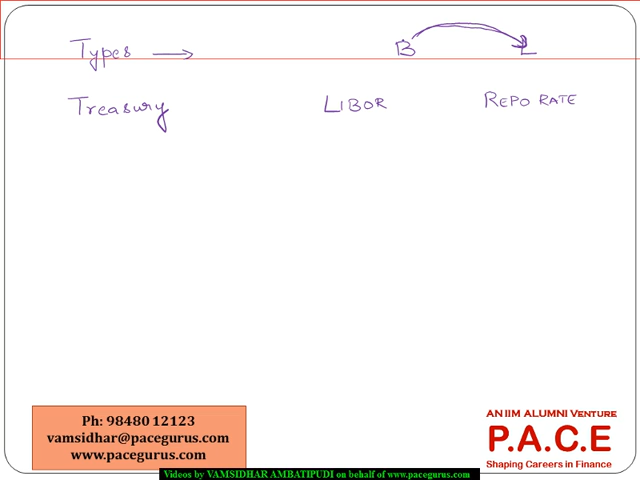 Types → B L
Treasury LIBOR REPO RATE
Ph: 98480 12123
vamsidhar@pacegurus.com
www.pacegurus.com
AN IIM ALUMNI VENTURE
P.A.C.E
Shaping Careers in Finance
Videos by VAMSIDHAR AMBATIPUDI on behalf of www.pacegurus.com